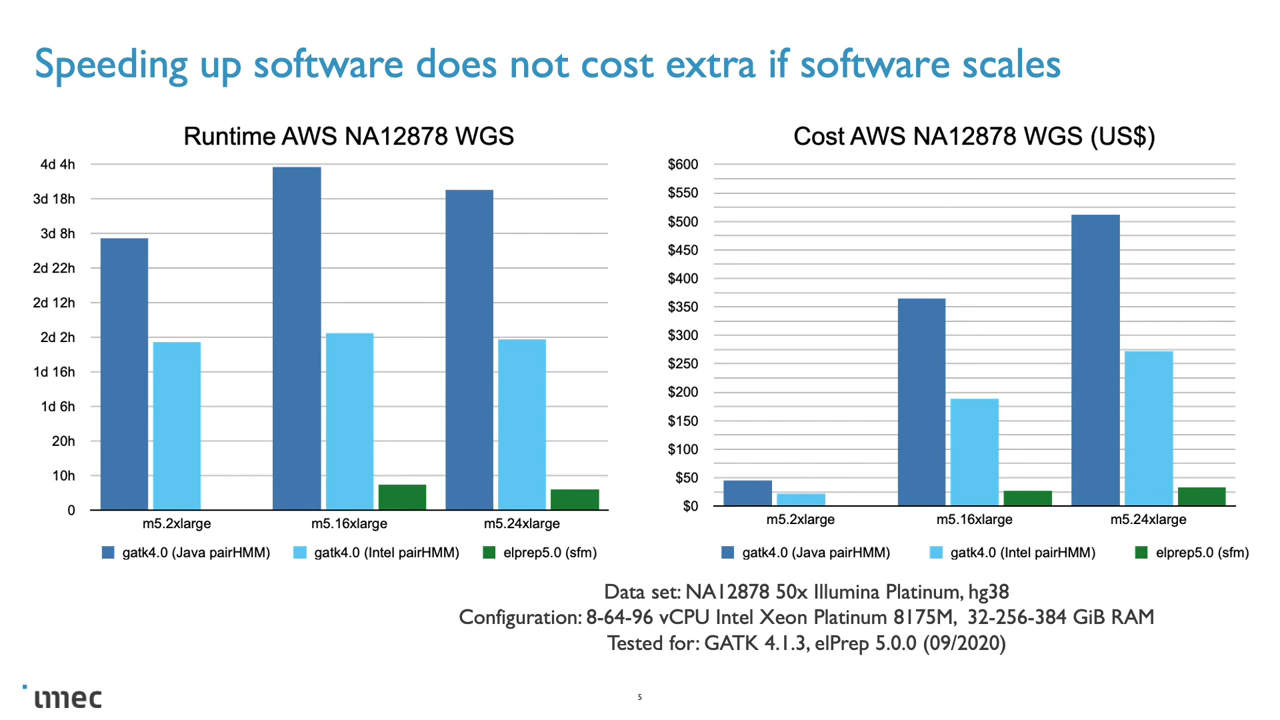 Speeding up software does not cost extra if software scales
Runtime AWS NA12878 WGS
4d 4h
3d 18h
3d 8h
2d 22h
2d 12h
2d 2h
1d 16h
1d 6h
20h
10h
0
m5.2xlarge
m5.16xlarge
m5.24xlarge
gatk4.0 (Java pairHMM)
gatk4.0 (Intel pairHMM)
elprep5.0 (sfm)
Cost AWS NA12878 WGS (US$)
$600
$550
$500
$450
$400
$350
$300
$250
$200
$150
$100
$50
$0
m5.2xlarge
m5.16xlarge
m5.24xlarge
gatk4.0 (Java pairHMM)
gatk4.0 (Intel pairHMM)
elprep5.0 (sfm)
Data set: NA12878 50x Illumina Platinum, hg38
Configuration: 8-64-96 vCPU Intel Xeon Platinum 8175M, 32-256-384 GiB RAM
Tested for: GATK 4.1.3, elPrep 5.0.0 (09/2020)
imec
5